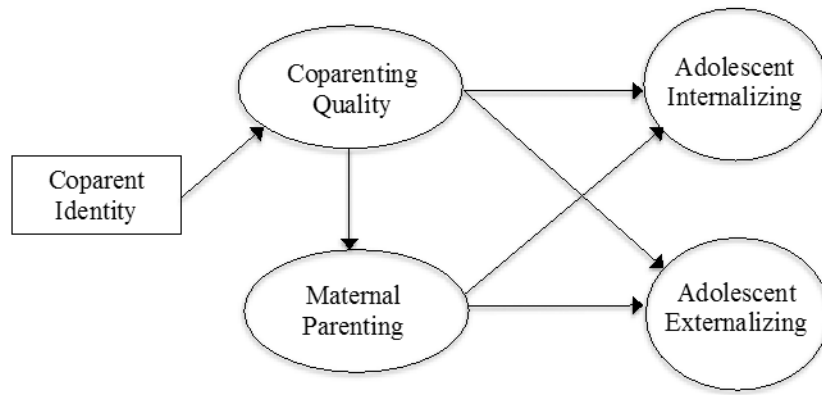 Coparent
Identity
Coparenting
Quality
Maternal
Parenting
Adolescent
Internalizing
Adolescent
Externalizing